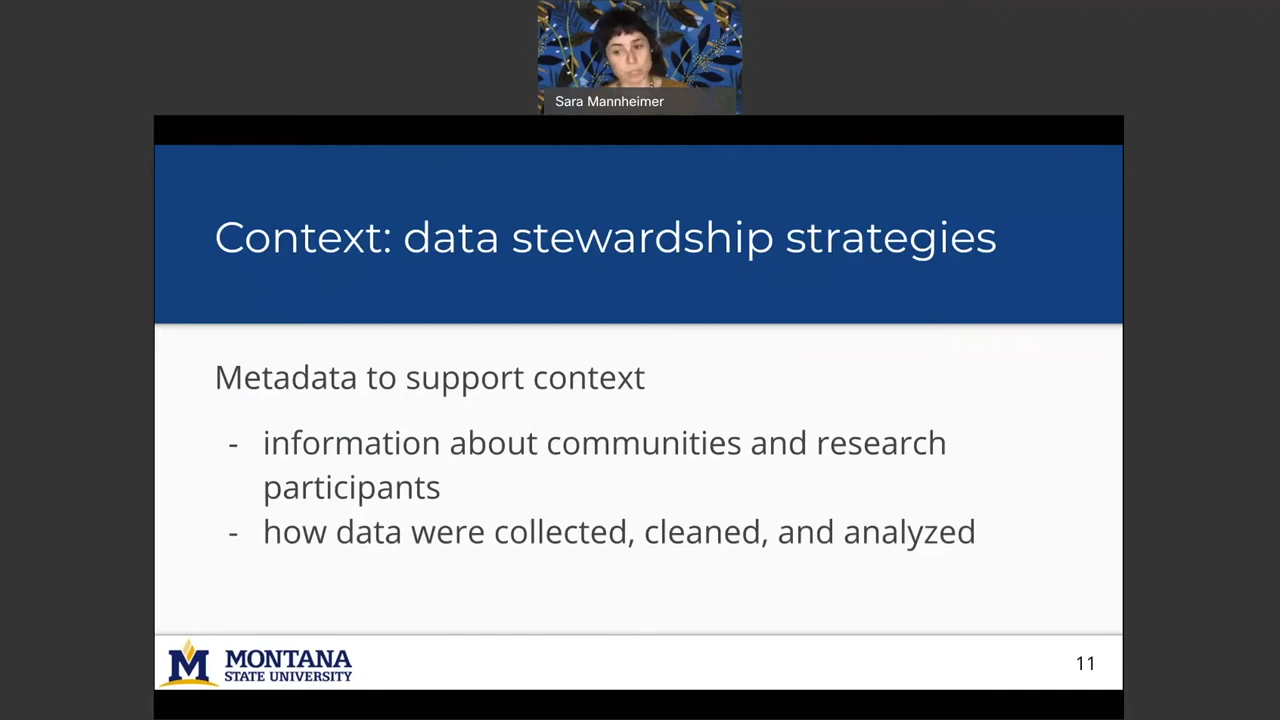 Sara Mannheimer
Context: data stewardship strategies
Metadata to support context
- information about communities and research
participants
- how data were collected, cleaned, and analyzed
M MONTANA
STATE UNIVERSITY
11